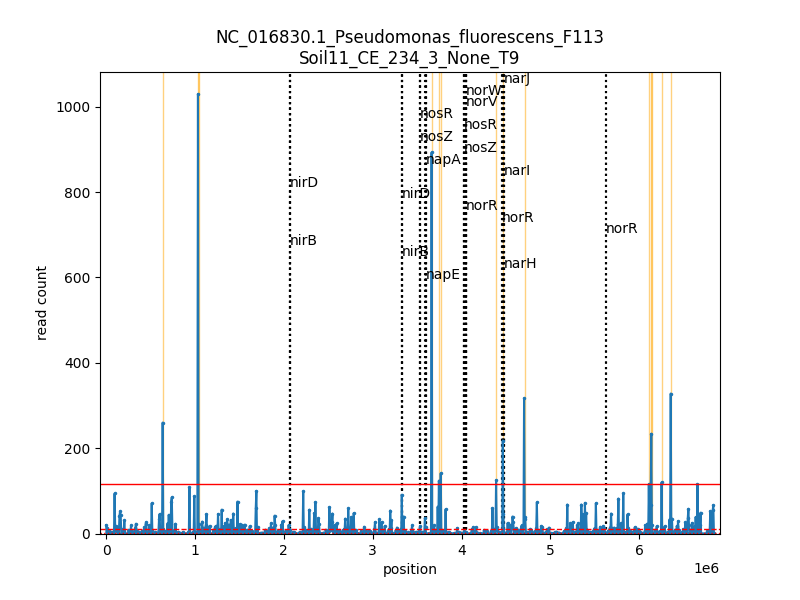 NC_016830.1_Pseudomonas_fluorescens_F113
Soil11_CE_234_3_None_T9
read count
1000
800
600
400
200
0
nirD
nirB
nirD
nirB
nosR
nosZ
napA
napE
norW
norV
nosR
nosZ
norR
narJ
narI
norR
narH
norR
0
1
2
3
4
5
6
1e6
position